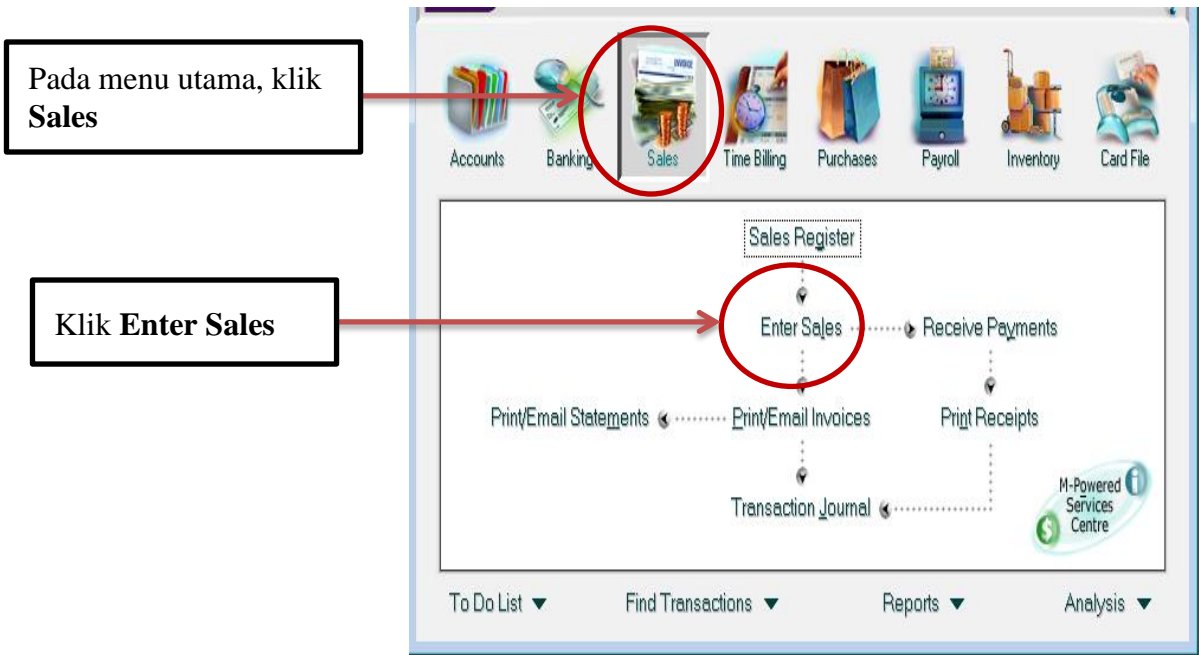 Pada menu utama, klik
Sales
Accounts
Banking
Sales
INVOICE
Time Billing
Purchases
Payroll
Inventory
Card File
Sales Register
Klik Enter Sales
Enter Sales
Receive Payments
Print/Email Statements
Print/Email Invoices
Print Receipts
Transaction Journal
M-Powered
Services
Centre
To Do List
Find Transactions
Reports
Analysis